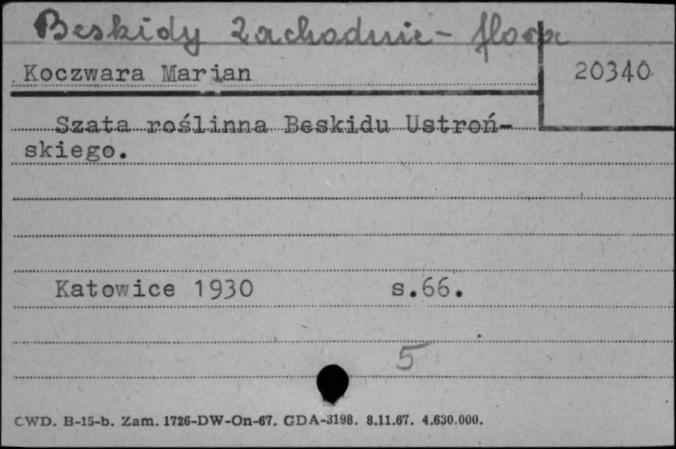 Beskidy Zachodnie - flora
Koczwara Marian
20340
Szata roślinna Beskidu Ustroń-
skiego.
Katowice 1930 s.66.
5
CWD. B-15-b. Zam. 1726-DW-On-67. GDA-3198. 8.11.67. 4.630.000.